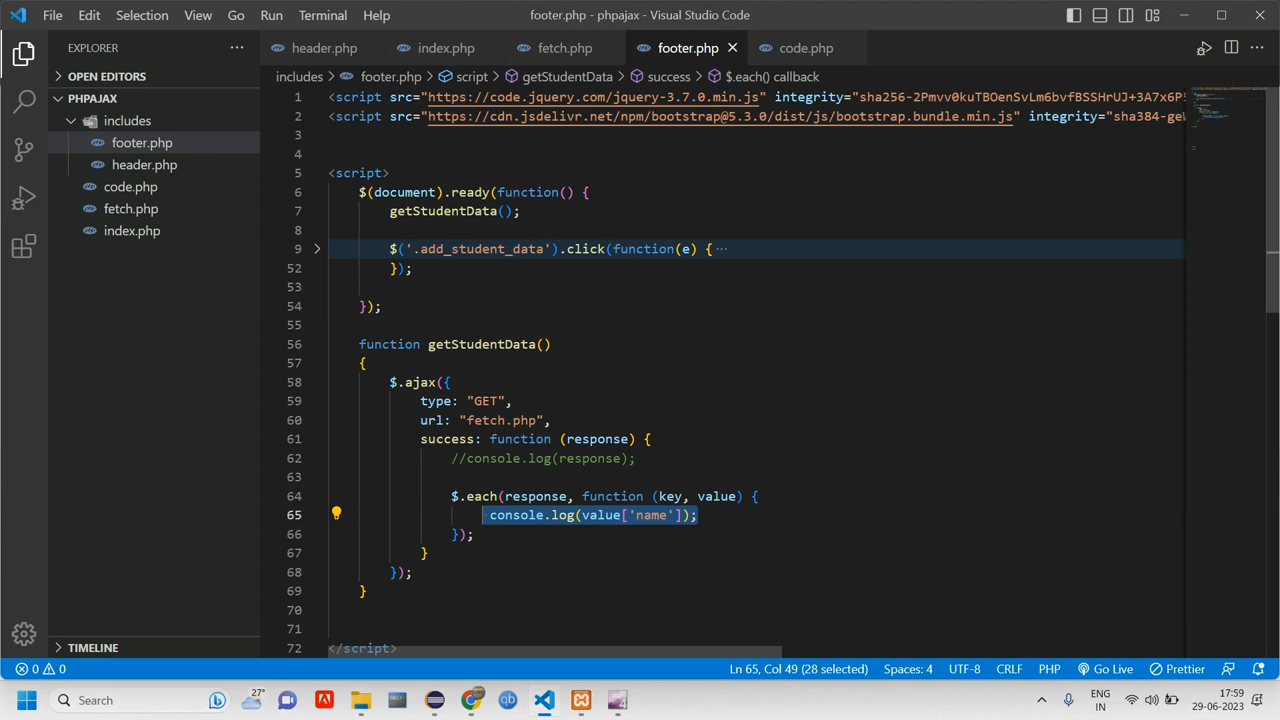 File Edit Selection View Go Run Terminal Help
footer.php - phpajax - Visual Studio Code
EXPLORER
header.php index.php fetch.php footer.php code.php
OPEN EDITORS
includes > footer.php > script > getStudentData > success > $.each() callback
PHPAJAX
includes
footer.php
header.php
code.php
fetch.php
index.php
TIMELINE
1 <script src="https://code.jquery.com/jquery-3.7.0.min.js" integrity="sha256-2Pmvv0kuTBOenSvLm6bvfBSSHrUJ+3A7x6P5
2 <script src="https://cdn.jsdelivr.net/npm/bootstrap@5.3.0/dist/js/bootstrap.bundle.min.js" integrity="sha384-geW
3
4
5 <script>
6 $(document).ready(function() {
7 getStudentData();
8
9 $('.add_student_data').click(function(e) { ...
52 });
53
54 });
55
56 function getStudentData()
57 {
58 $.ajax({
59 type: "GET",
60 url: "fetch.php",
61 success: function (response) {
62 //console.log(response);
63
64 $.each(response, function (key, value) {
65 console.log(value['name']);
66 });
67 }
68 });
69 }
70
71
72 </script>
0 0
Ln 65, Col 49 (28 selected) Spaces: 4 UTF-8 CRLF PHP Go Live Prettier
Search
27°
ENG
IN
17:59
29-06-2023